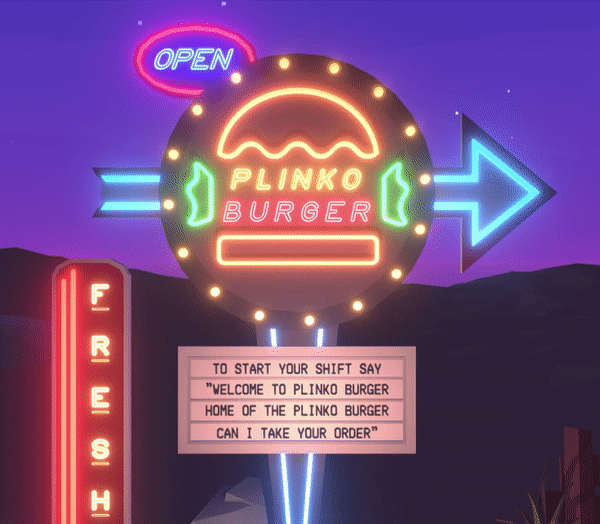 OPEN
PLINKO
BURGER
FRESH
TO START YOUR SHIFT SAY
"WELCOME TO PLINKO BURGER
HOME OF THE PLINKO BURGER
CAN I TAKE YOUR ORDER"